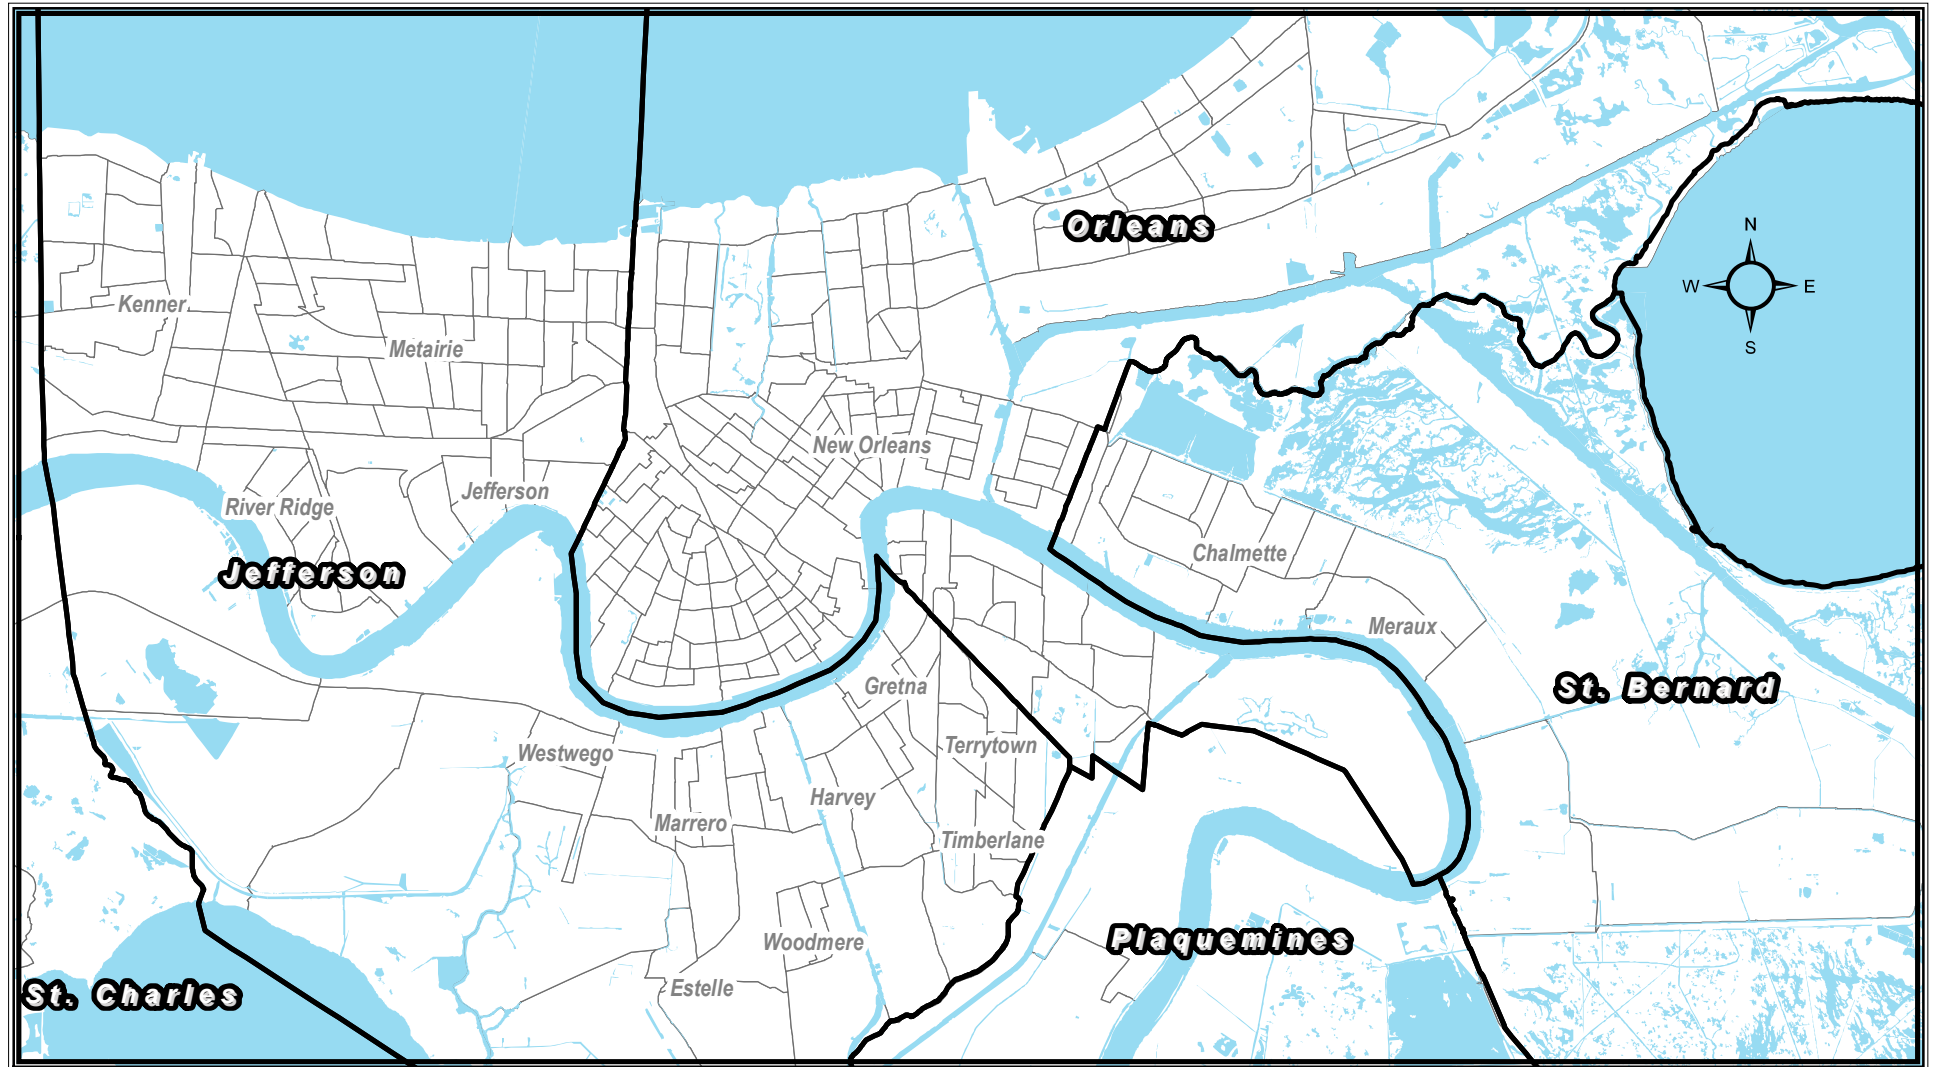 Orleans
N
W
E
S
Kenner
Metairie
New Orleans
Jefferson
River Ridge
Chalmette
Jefferson
Meraux
Gretna
St. Bernard
Terrytown
Westwego
Harvey
Marrero
Timberlane
Woodmere
Plaquemines
Estelle
St. Charles